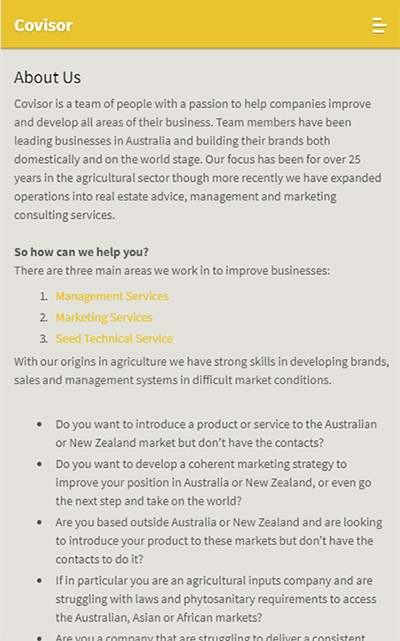 Covisor
About Us
Covisor is a team of people with a passion to help companies improve
and develop all areas of their business. Team members have been
leading businesses in Australia and building their brands both
domestically and on the world stage. Our focus has been for over 25
years in the agricultural sector though more recently we have expanded
operations into real estate advice, management and marketing
consulting services.
So how can we help you?
There are three main areas we work in to improve businesses:
1. Management Services
2. Marketing Services
3. Seed Technical Service
With our origins in agriculture we have strong skills in developing brands,
sales and management systems in difficult market conditions.
• Do you want to introduce a product or service to the Australian
or New Zealand market but don't have the contacts?
• Do you want to develop a coherent marketing strategy to
improve your position in Australia or New Zealand, or even go
the next step and take on the world?
• Are you based outside Australia or New Zealand and are looking
to introduce your product to these markets but don't have the
contacts to do it?
• If in particular you are an agricultural inputs company and are
struggling with laws and phytosanitary requirements to access
the Australian, Asian or African markets?
• Are you a company that are struggling to deliver a consistent